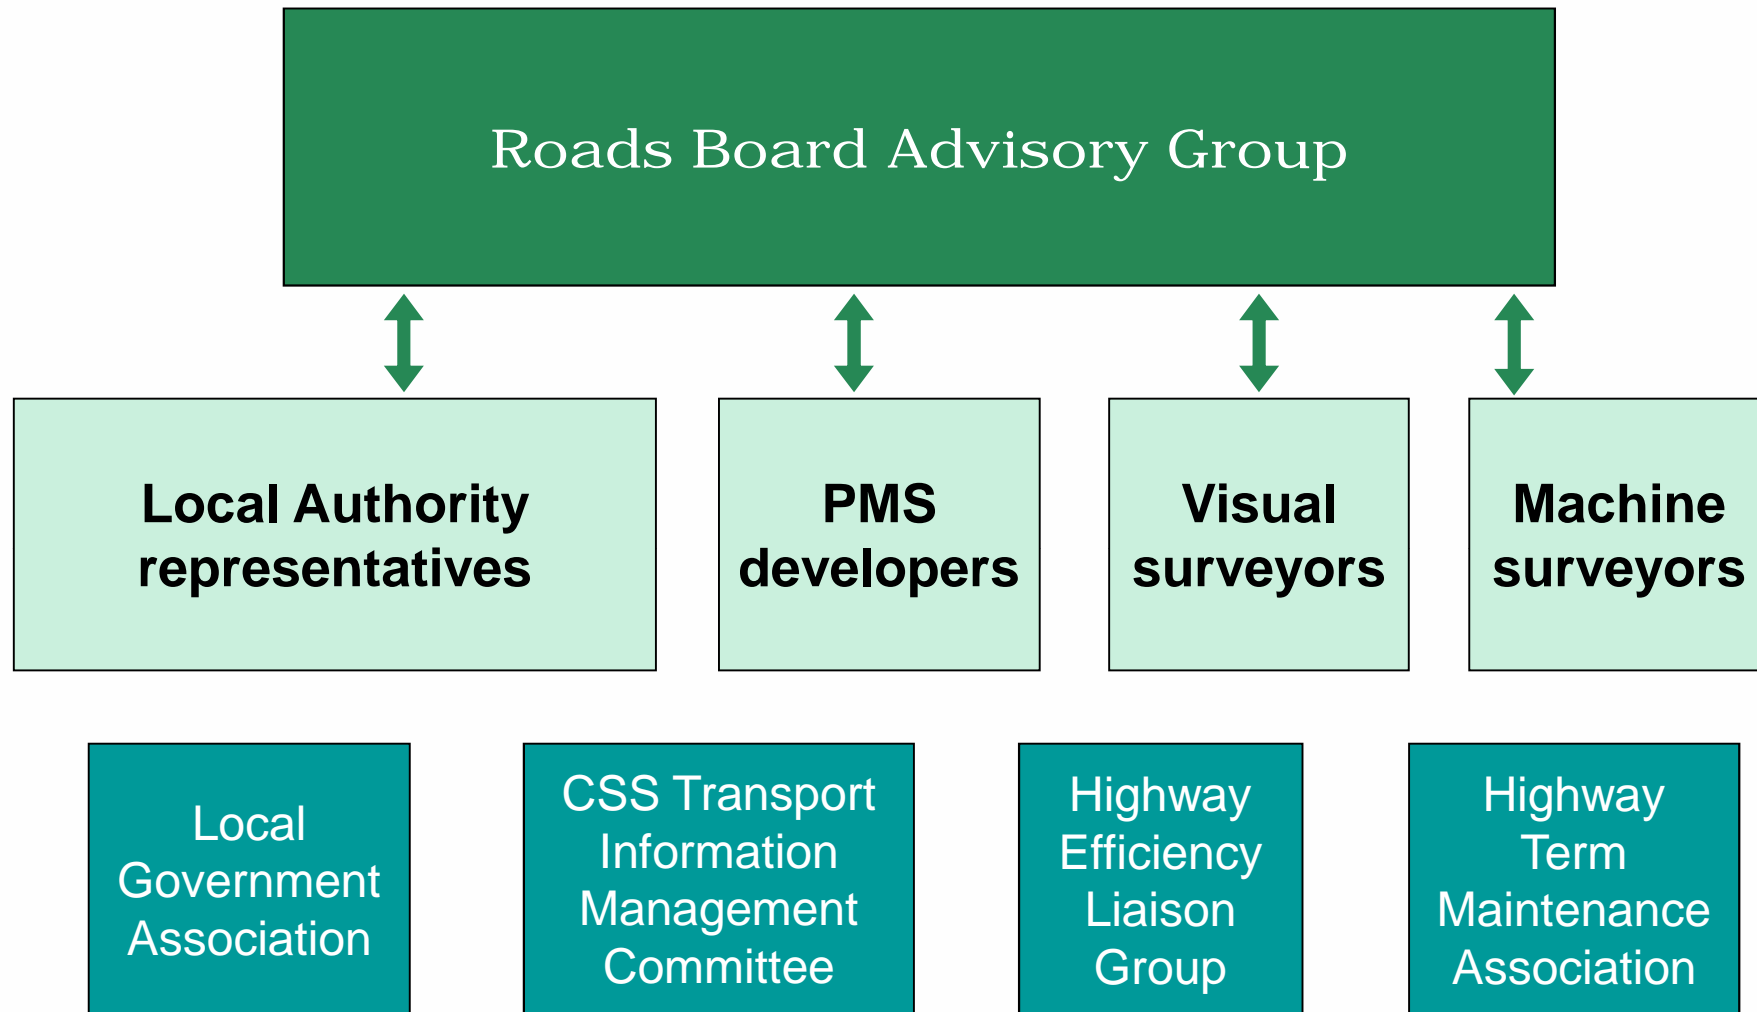 Roads Board Advisory Group
Local Authority
representatives
PMS
developers
Visual
surveyors
Machine
surveyors
Local
Government
Association
CSS Transport
Information
Management
Committee
Highway
Efficiency
Liaison
Group
Highway
Term
Maintenance
Association